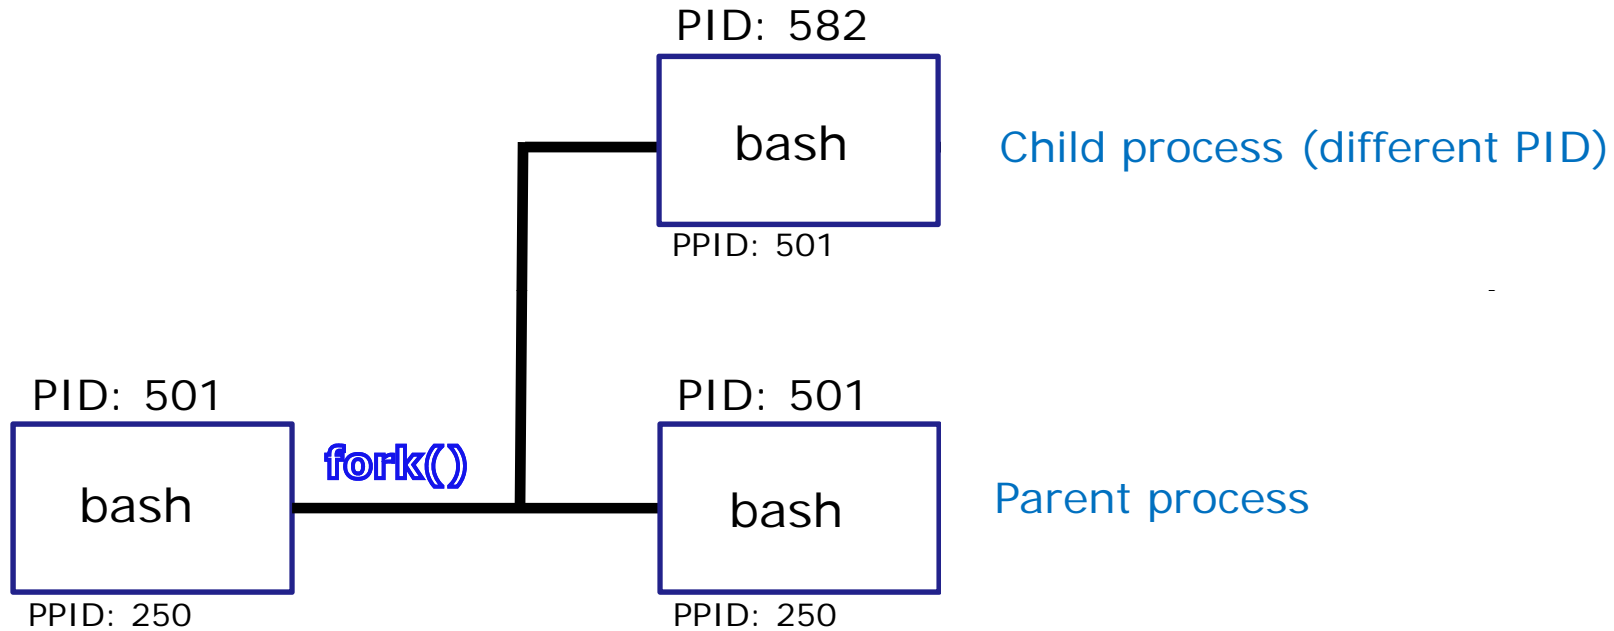 PID: 582
bash
Child process (different PID)
PPID: 501
-
PID: 501
PID: 501
fork()
bash
bash
Parent process
PPID: 250
PPID: 250